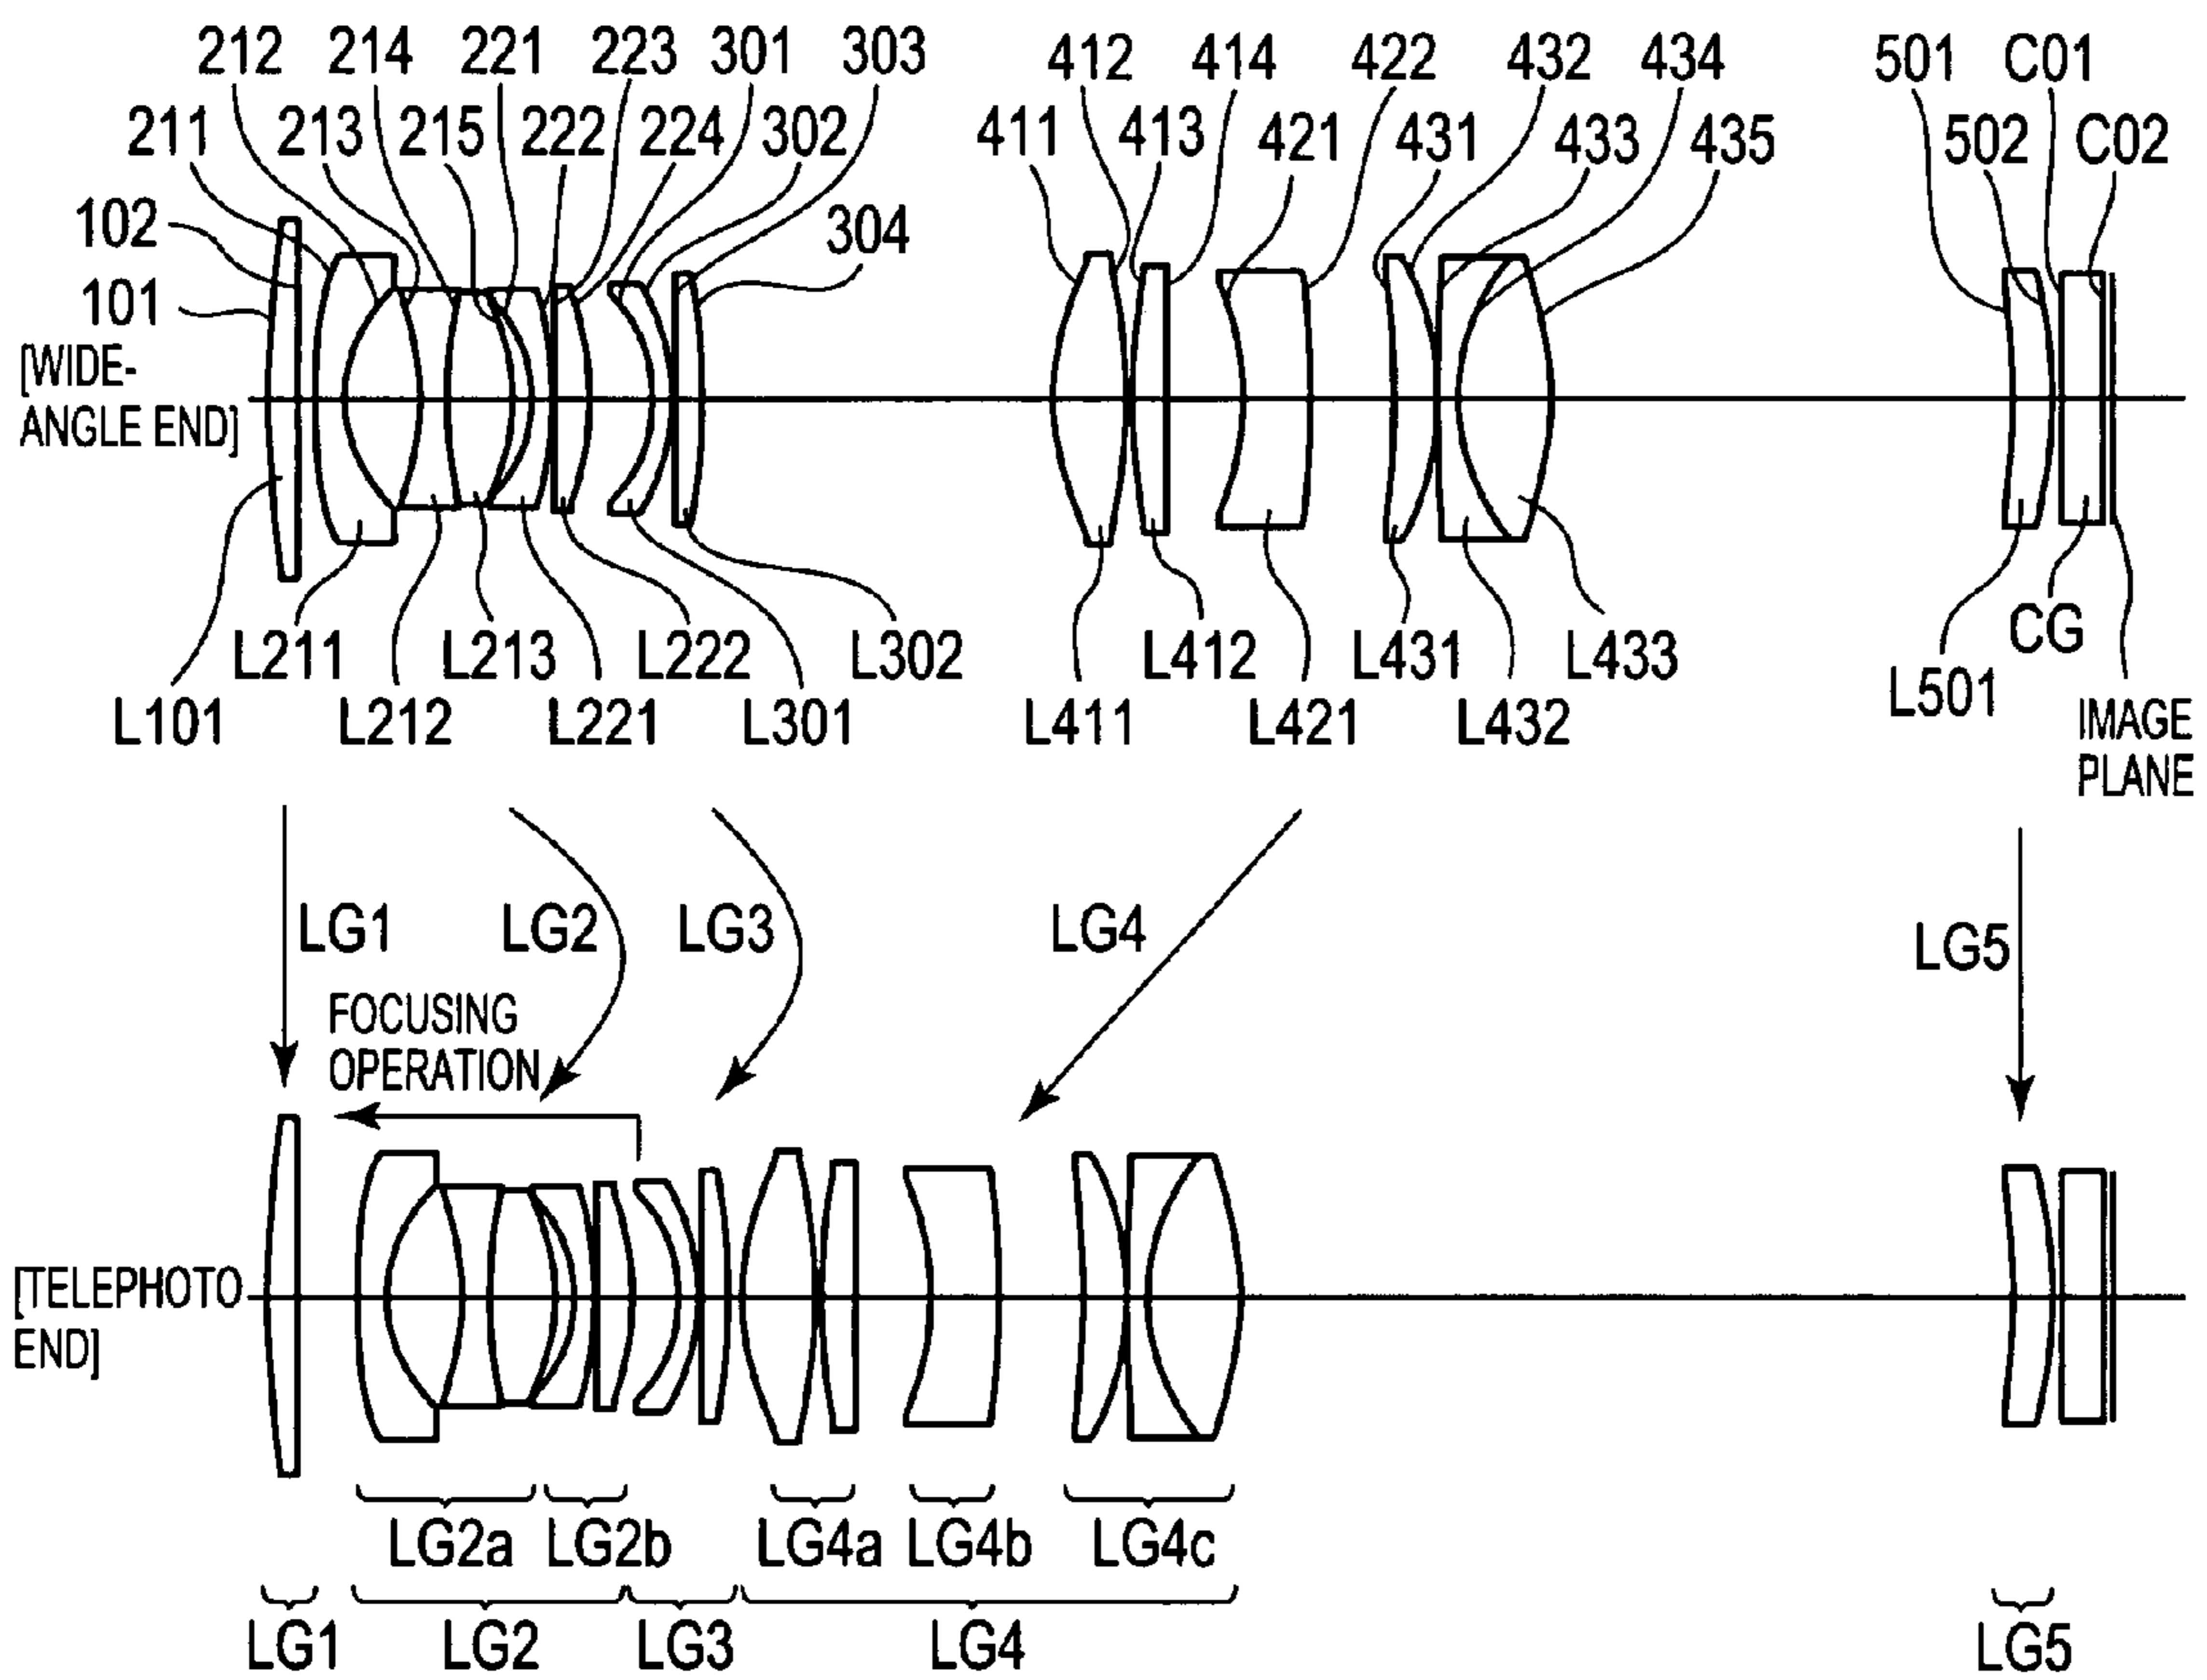 212 214 221 223 301 303 412 414 422 432 434 501 C01
211 213 215 222 224 302 411 413 421 431 433 435 502 C02
102 304
101
[WIDE-
ANGLE END]
L211 L213 L222 L302 L412 L431 L433 CG
L101 L212 L221 L301 L411 L421 L432 L501 IMAGE
PLANE
LG1 LG2 LG3 LG4 LG5
FOCUSING
OPERATION
[TELEPHOTO
END]
LG2a LG2b LG4a LG4b LG4c
LG1 LG2 LG3 LG4 LG5